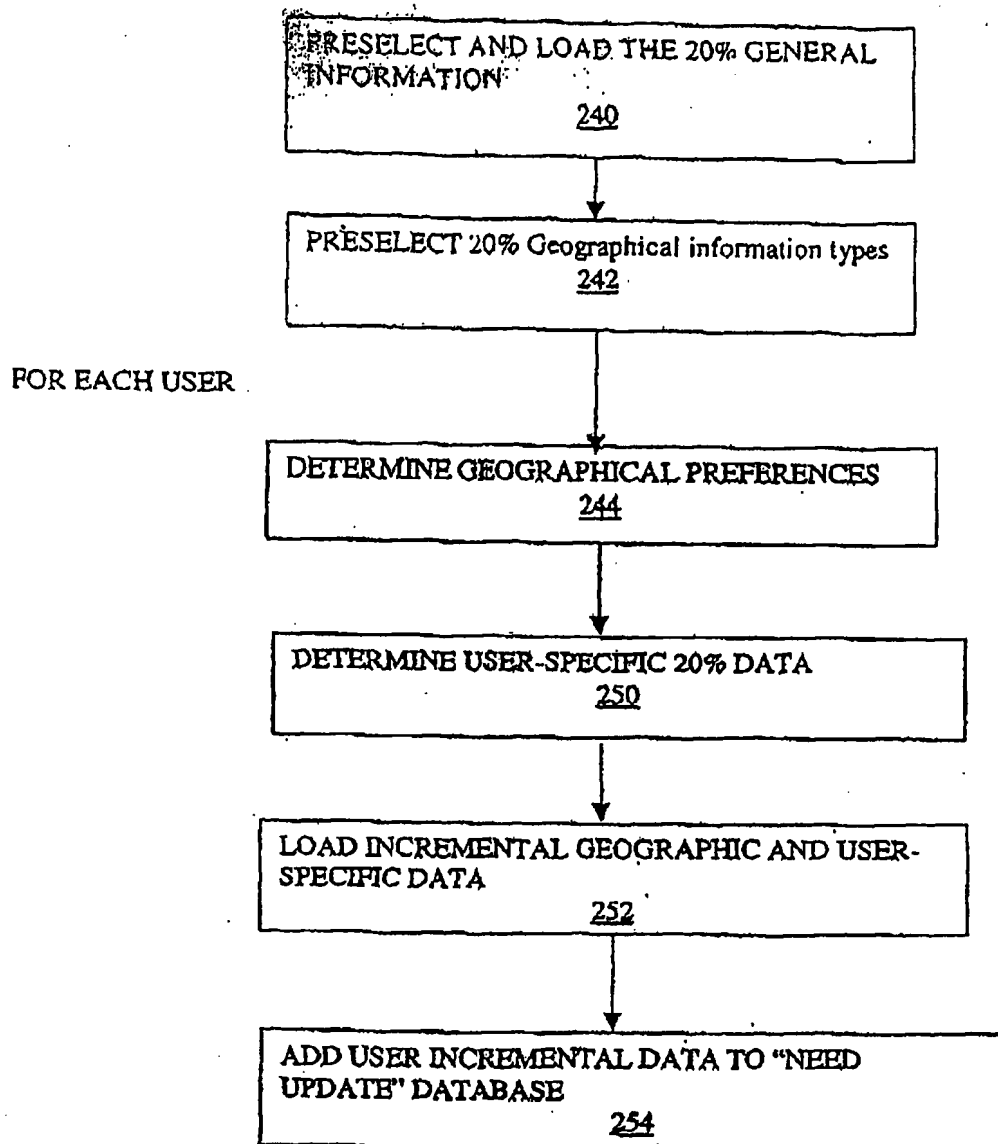 PRESELECT AND LOAD THE 20% GENERAL
INFORMATION
240
PRESELECT 20% Geographical information types
242
FOR EACH USER
DETERMINE GEOGRAPHICAL PREFERENCES
244
DETERMINE USER-SPECIFIC 20% DATA
250
LOAD INCREMENTAL GEOGRAPHIC AND USER-
SPECIFIC DATA
252
ADD USER INCREMENTAL DATA TO “NEED
UPDATE” DATABASE
254